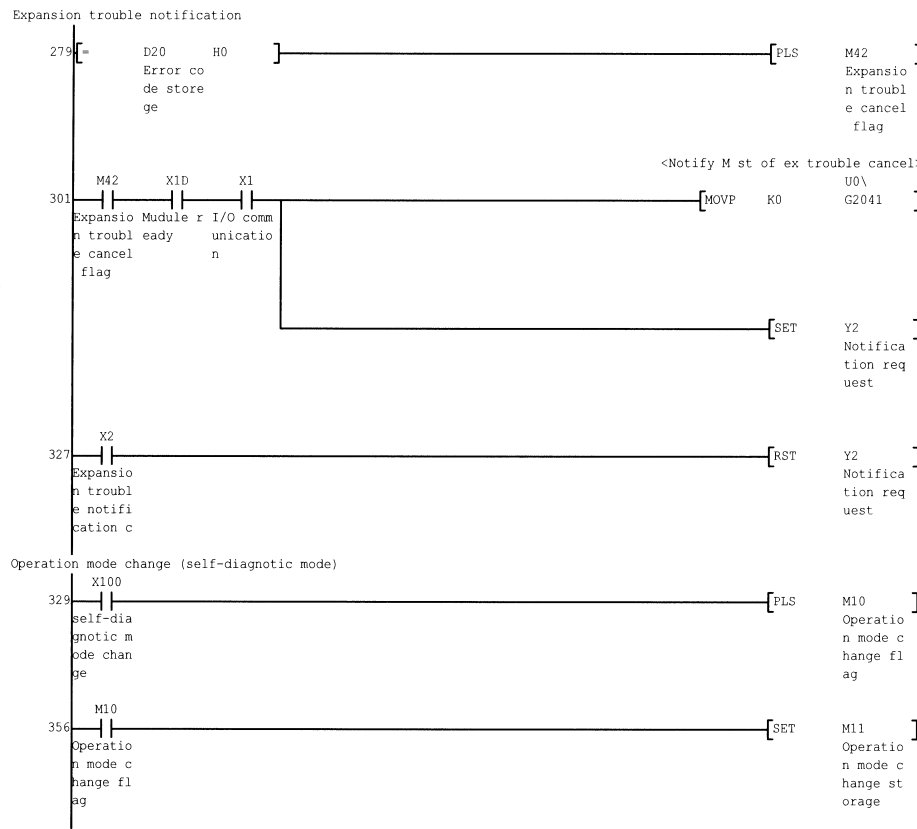 Expansion trouble notification
279 = D20 H0 PLS M42
Error co
de store
ge
Expansio
n troubl
e cancel
flag
<Notify M st of ex trouble cancel>
301 M42 X1D X1 MOVP K0 U0\
G2041
Expansio
n troubl
e cancel
flag
Mudule r
eady
I/O comm
unicatio
n
SET Y2
Notifica
tion req
uest
327 X2 RST Y2
Expansio
n troubl
e notifi
cation c
Notifica
tion req
uest
Operation mode change (self-diagnotic mode)
329 X100 PLS M10
self-dia
gnotic m
ode chan
ge
Operatio
n mode c
hange fl
ag
356 M10 SET M11
Operatio
n mode c
hange fl
ag
Operatio
n mode c
hange st
orage